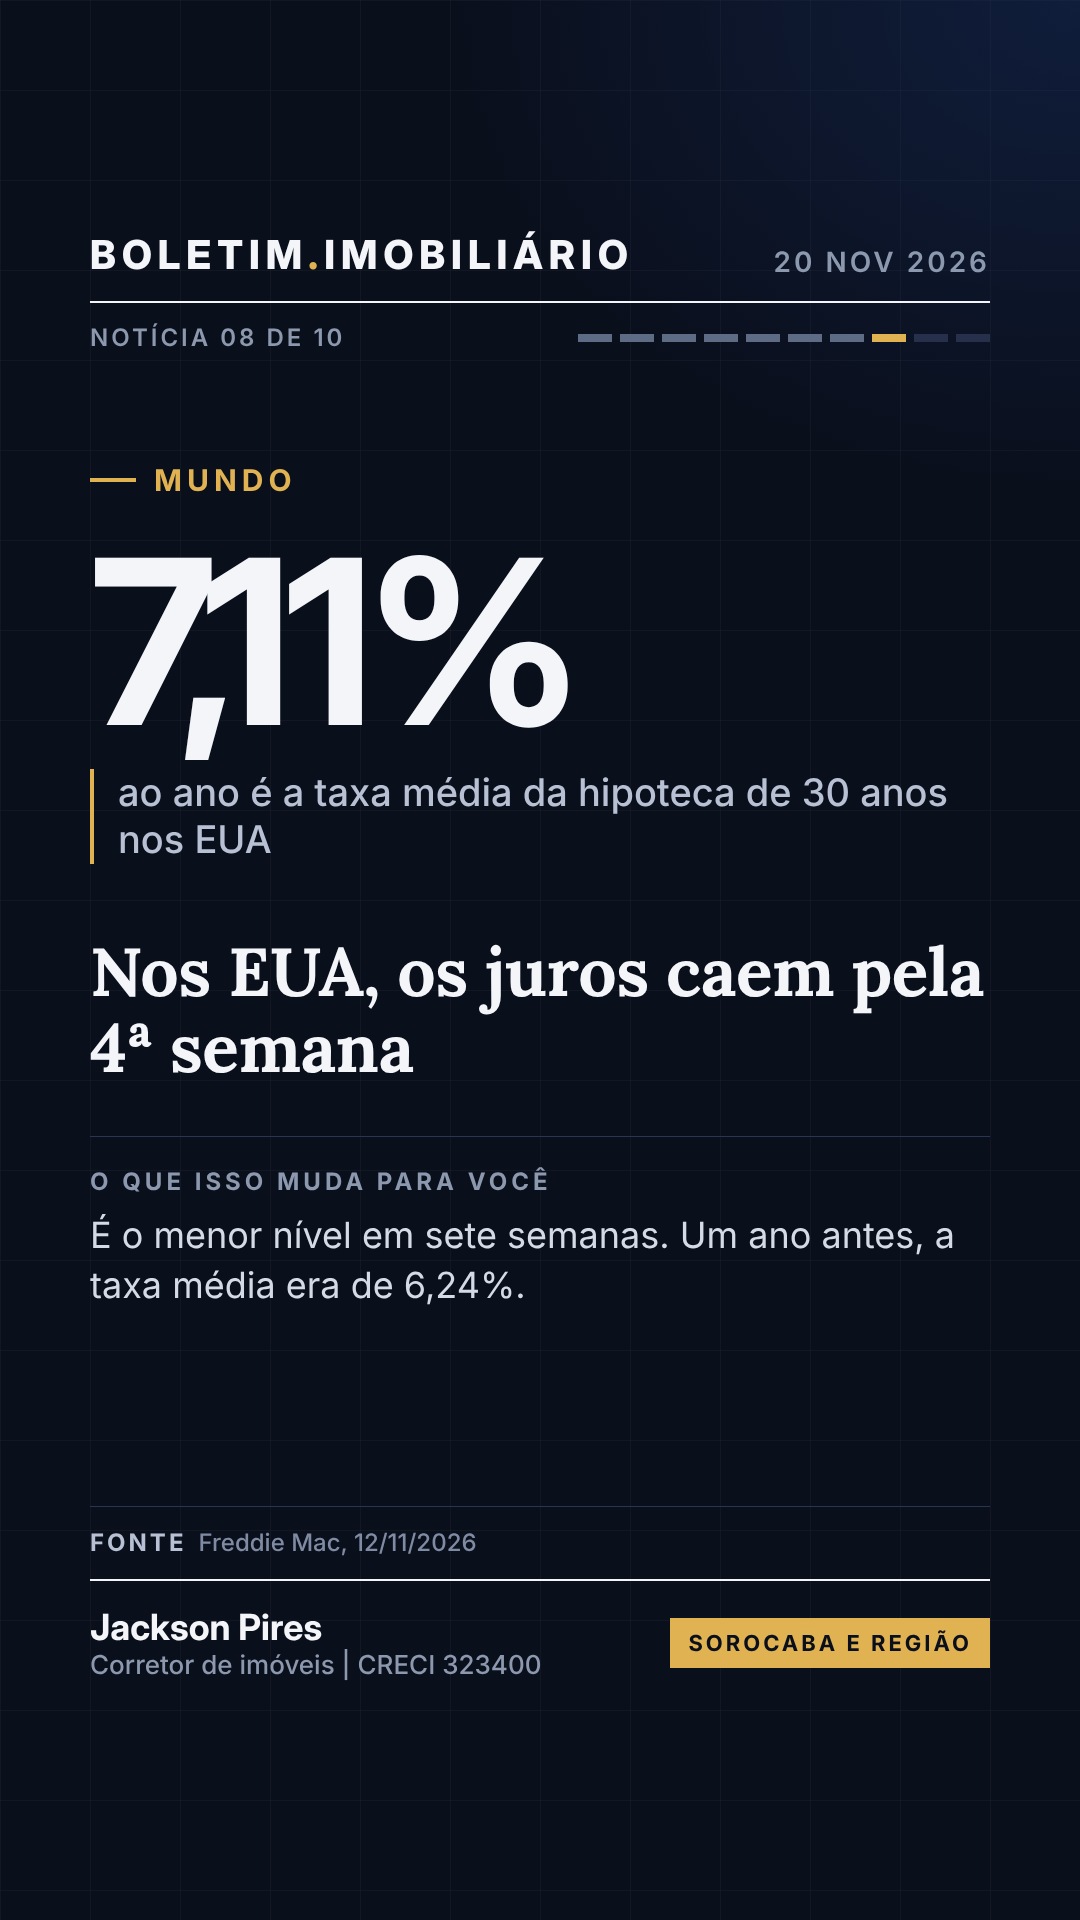 BOLETIM.IMOBILIÁRIO
20 NOV 2026
NOTÍCIA 08 DE 10
MUNDO
7,11%
ao ano é a taxa média da hipoteca de 30 anos
nos EUA
Nos EUA, os juros caem pela
4ª semana
O QUE ISSO MUDA PARA VOCÊ
É o menor nível em sete semanas. Um ano antes, a
taxa média era de 6,24%.
FONTE Freddie Mac, 12/11/2026
Jackson Pires
Corretor de imóveis | CRECI 323400
SOROCABA E REGIÃO